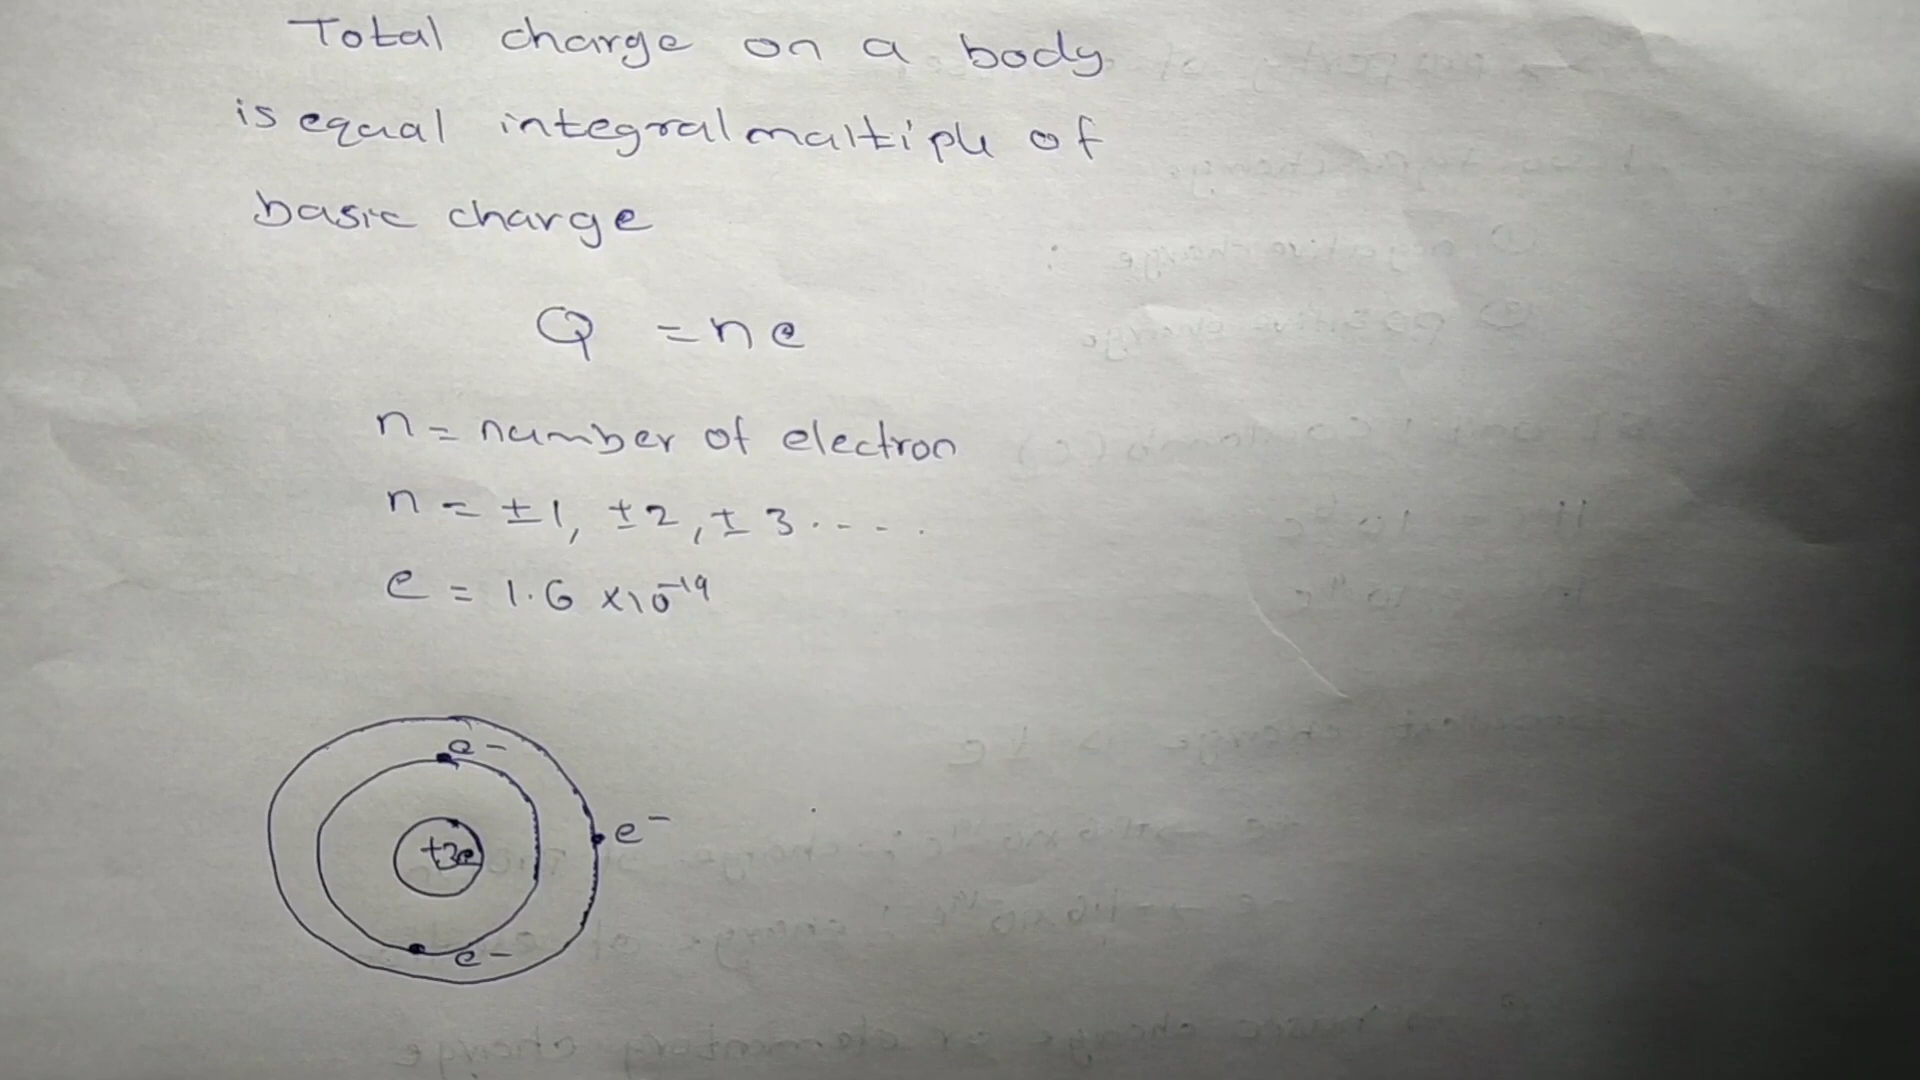 Total charge on a body
is equal integral multiple of
basic charge
Q = ne
n = number of electron
n = ±1, ±2, ±3 ....
e = 1.6 ×10⁻¹⁹
e-
+3e
e-
e-